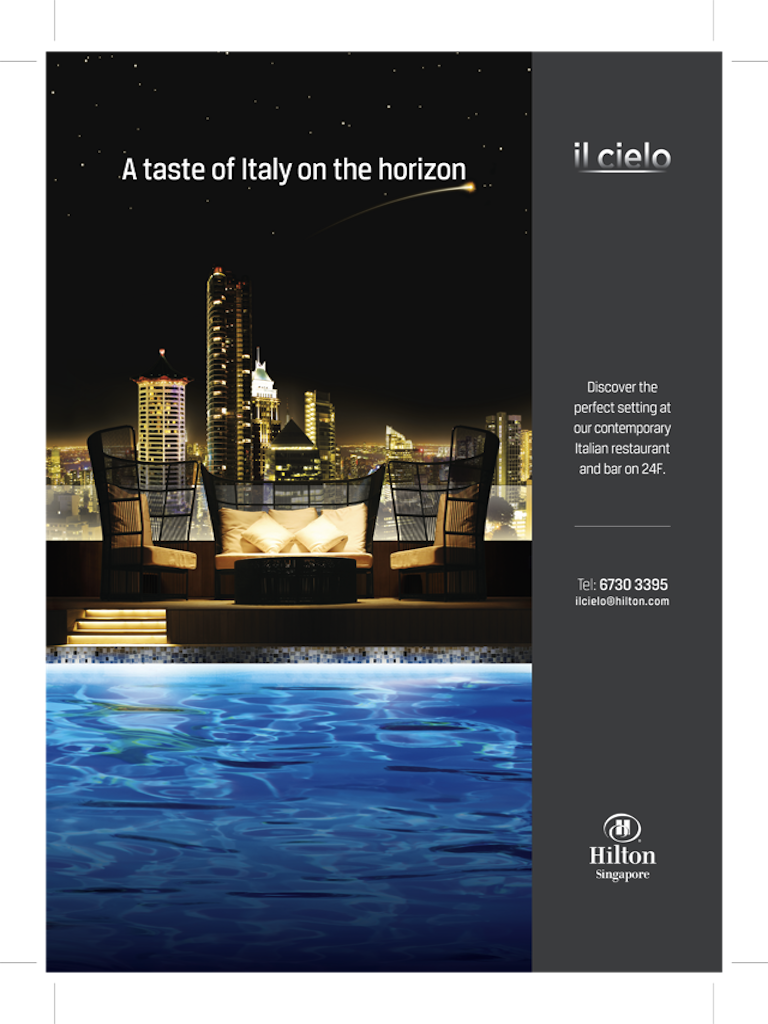 A taste of Italy on the horizon
il cielo
Discover the
perfect setting at
our contemporary
Italian restaurant
and bar on 24F.
Tel: 6730 3395
ilcielo@hilton.com
H
Hilton
Singapore